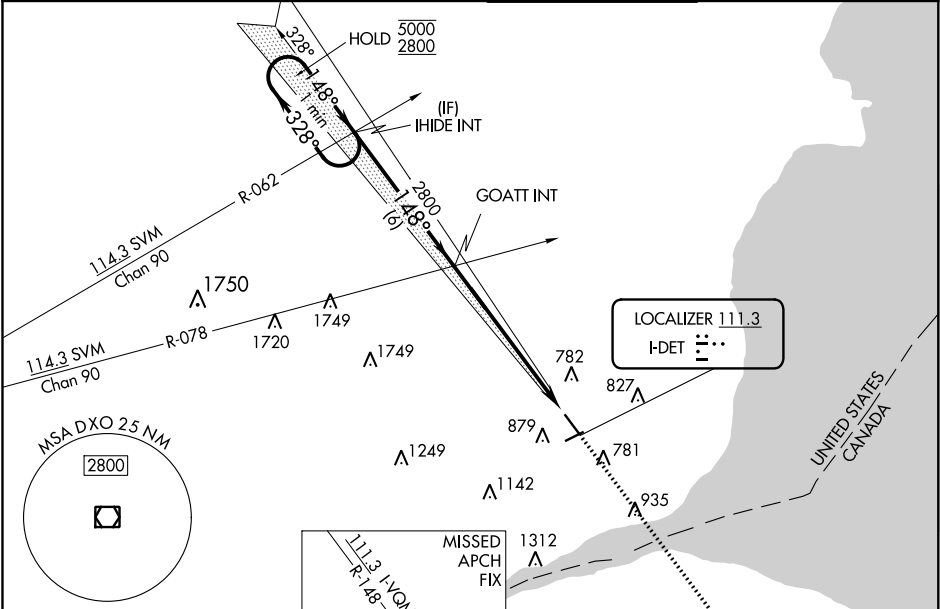 328°
HOLD 5000
2800
148°
1 min
328°
(IF)
IHIDE INT
R-062
2800
148°
(6)
GOATT INT
114.3 SVM
Chan 90
1750
1749
1720
R-078
114.3 SVM
Chan 90
1749
LOCALIZER 111.3
I-DET
782
827
879
781
1249
1142
935
1312
MSA DXO 25 NM
2800
UNITED STATES
CANADA
MISSED
APCH
FIX
111.3 I-VQM
R-148